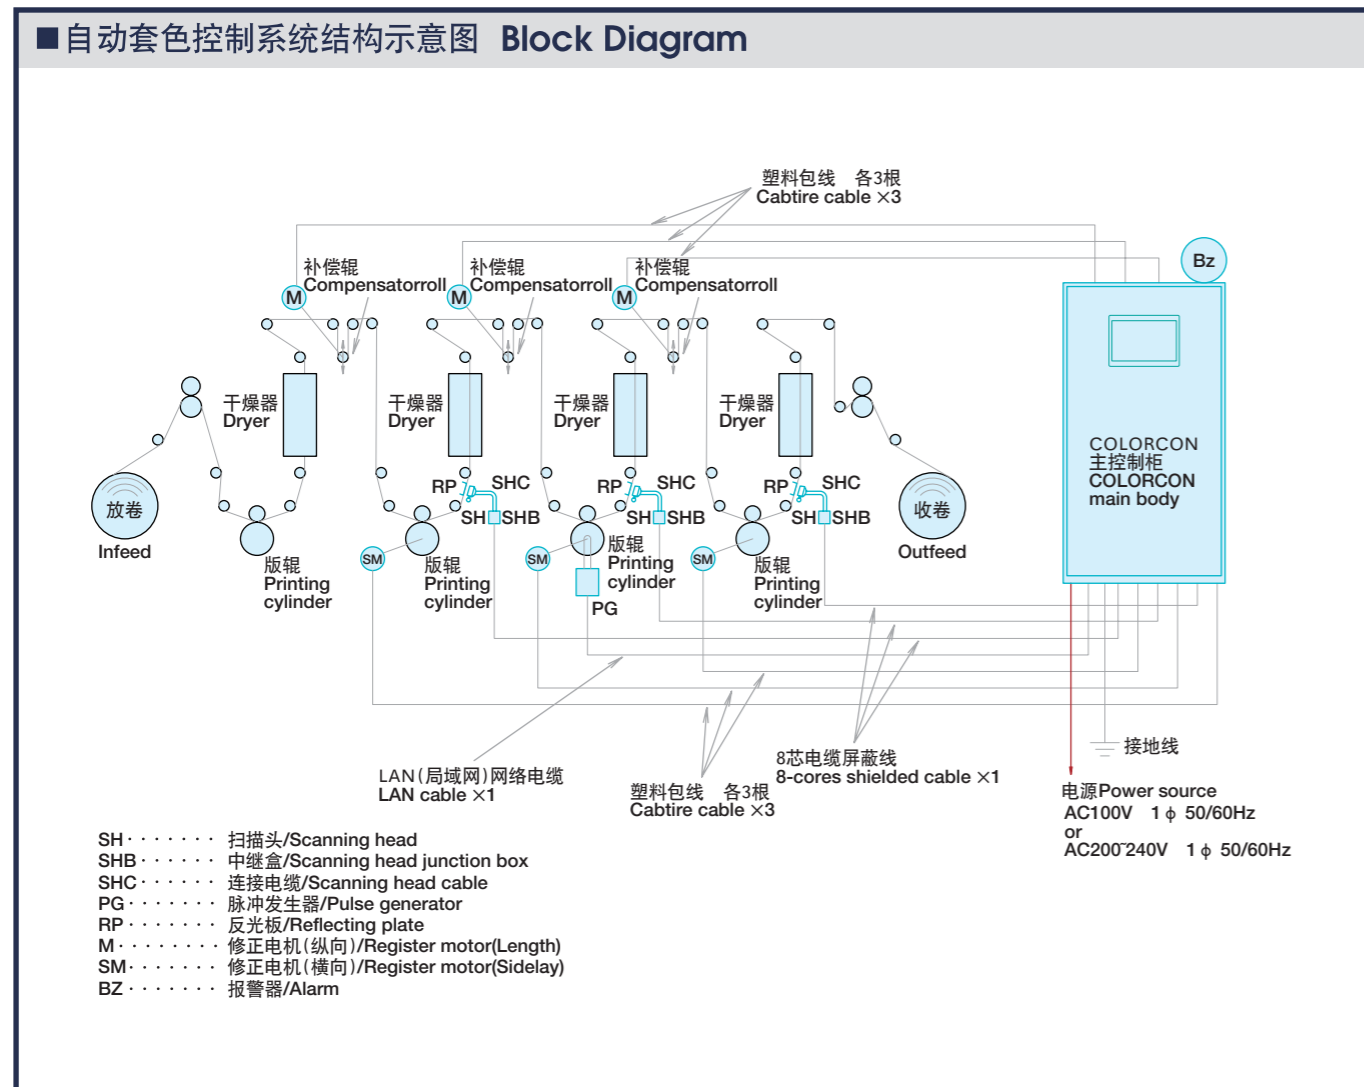 ■自动套色控制系统结构示意图 Block Diagram
塑料包线 各3根
Cabtire cable ×3
Bz
补偿辊
Compensatorroll
M
补偿辊
Compensatorroll
M
补偿辊
Compensatorroll
M
干燥器
Dryer
干燥器
Dryer
干燥器
Dryer
干燥器
Dryer
COLORCON
主控制柜
COLORCON
main body
放卷
Infeed
RP
SHC
SH
SHB
RP
SHC
SH
SHB
RP
SHC
SH
SHB
收卷
Outfeed
版辊
Printing
cylinder
SM
版辊
Printing
cylinder
SM
版辊
Printing
cylinder
PG
SM
版辊
Printing
cylinder
LAN(局域网)网络电缆
LAN cable ×1
塑料包线 各3根
Cabtire cable ×3
8芯电缆屏蔽线
8-cores shielded cable ×1
接地线
电源Power source
AC100V 1 φ 50/60Hz
or
AC200~240V 1 φ 50/60Hz
SH · · · · · · · 扫描头/Scanning head
SHB · · · · · · 中继盒/Scanning head junction box
SHC · · · · · · 连接电缆/Scanning head cable
PG · · · · · · · 脉冲发生器/Pulse generator
RP · · · · · · · 反光板/Reflecting plate
M · · · · · · · · 修正电机(纵向)/Register motor(Length)
SM · · · · · · · 修正电机(横向)/Register motor(Sidelay)
BZ · · · · · · · 报警器/Alarm